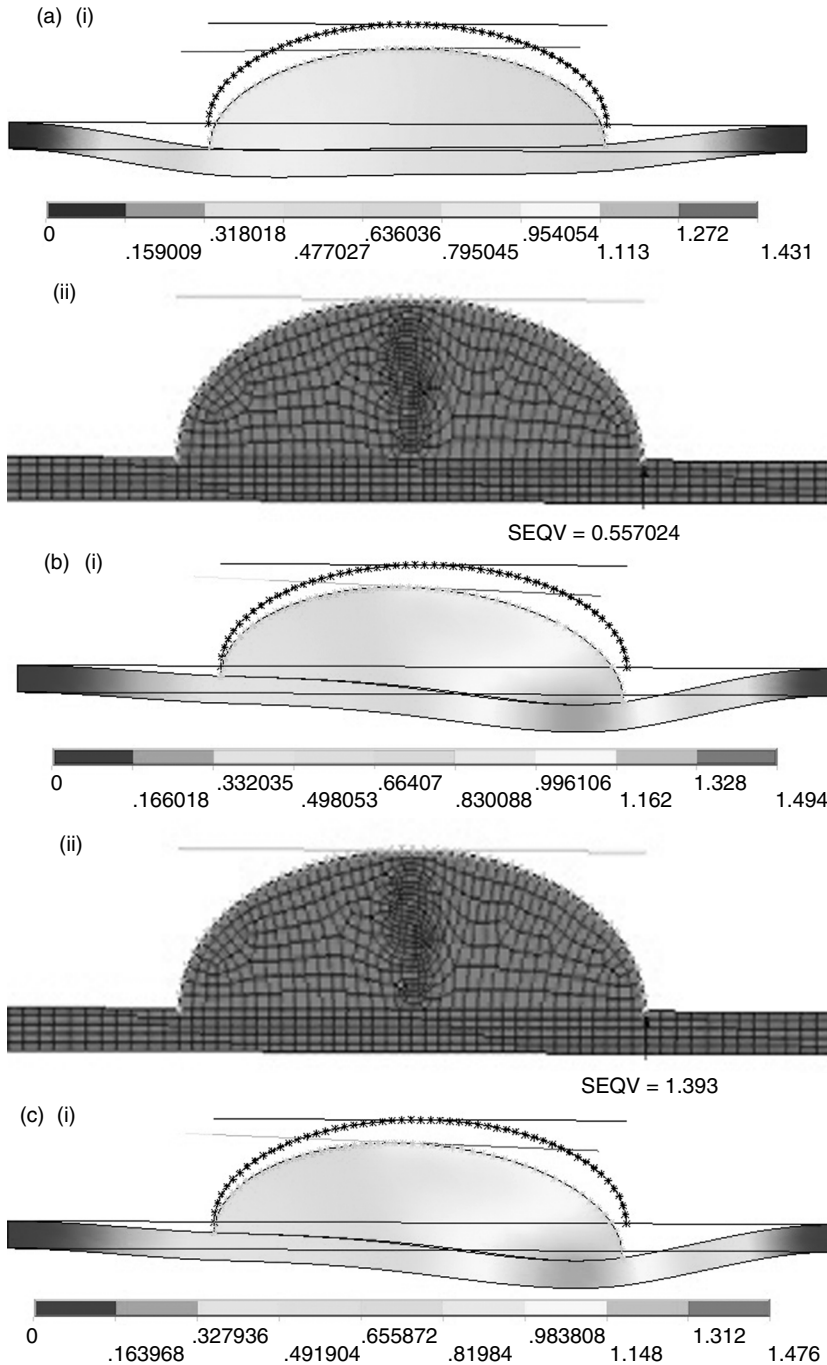 (a) (i)
0 .318018 .636036 .954054 1.272
.159009 .477027 .795045 1.113 1.431
(ii)
SEQV = 0.557024
(b) (i)
0 .332035 .66407 .996106 1.328
.166018 .498053 .830088 1.162 1.494
(ii)
SEQV = 1.393
(c) (i)
0 .327936 .655872 .983808 1.312
.163968 .491904 .81984 1.148 1.476